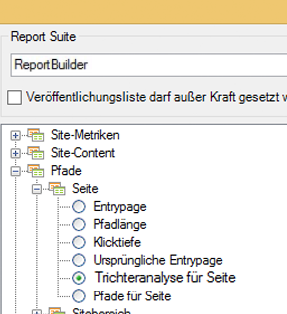 Report Suite
ReportBuilder
Veröffentlichungsliste darf außer Kraft gesetzt
Site-Metriken
Site-Content
Pfade
Seite
Entrypage
Pfadlänge
Klicktiefe
Ursprüngliche Entrypage
Trichteranalyse für Seite
Pfade für Seite
Sitebereich